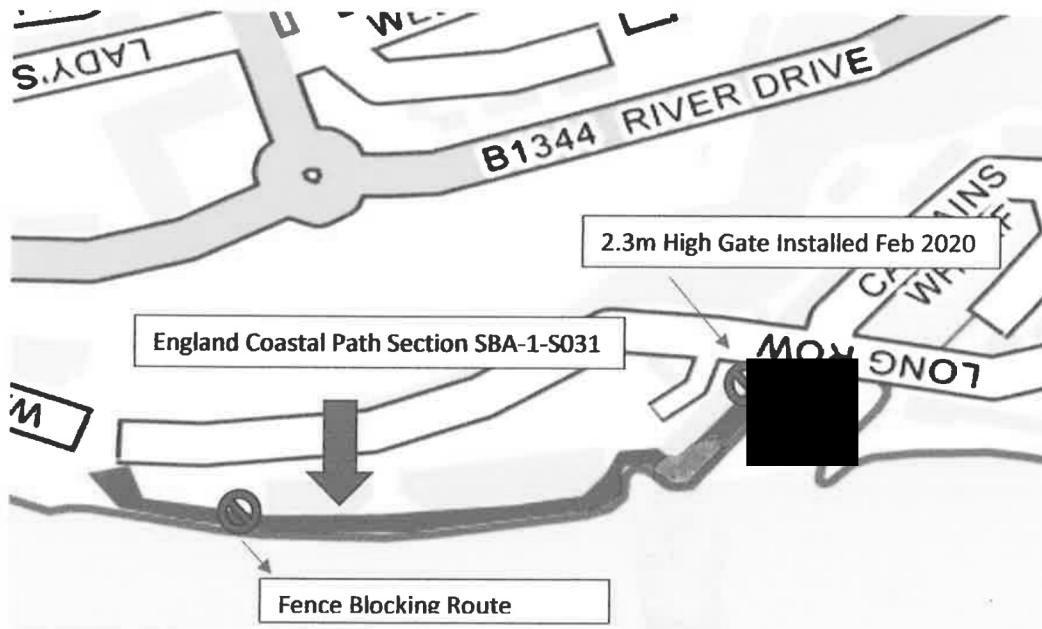 LADY'S
B1344 RIVER DRIVE
2.3m High Gate Installed Feb 2020
England Coastal Path Section SBA-1-S031
LONG ROW
Fence Blocking Route